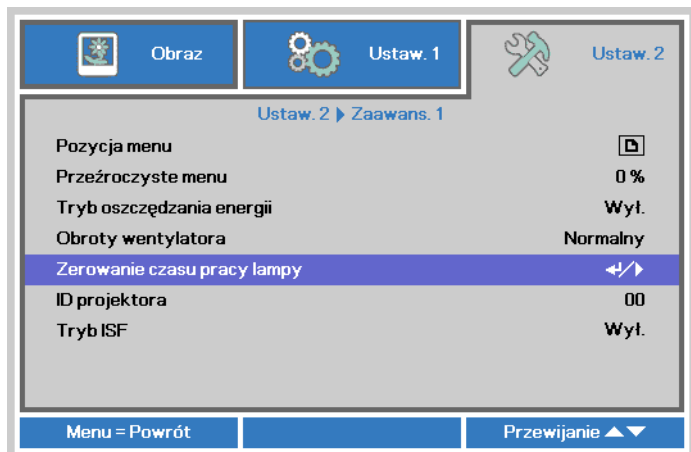 Obraz
Ustaw. 1
Ustaw. 2
Ustaw. 2 ▶ Zaawans. 1
Pozycja menu
Przeźroczyste menu 0 %
Tryb oszczędzania energii Wył.
Obroty wentylatora Normalny
Zerowanie czasu pracy lampy ↵/▶
ID projektora 00
Tryb ISF Wył.
Menu = Powrót
Przewijanie ▲▼